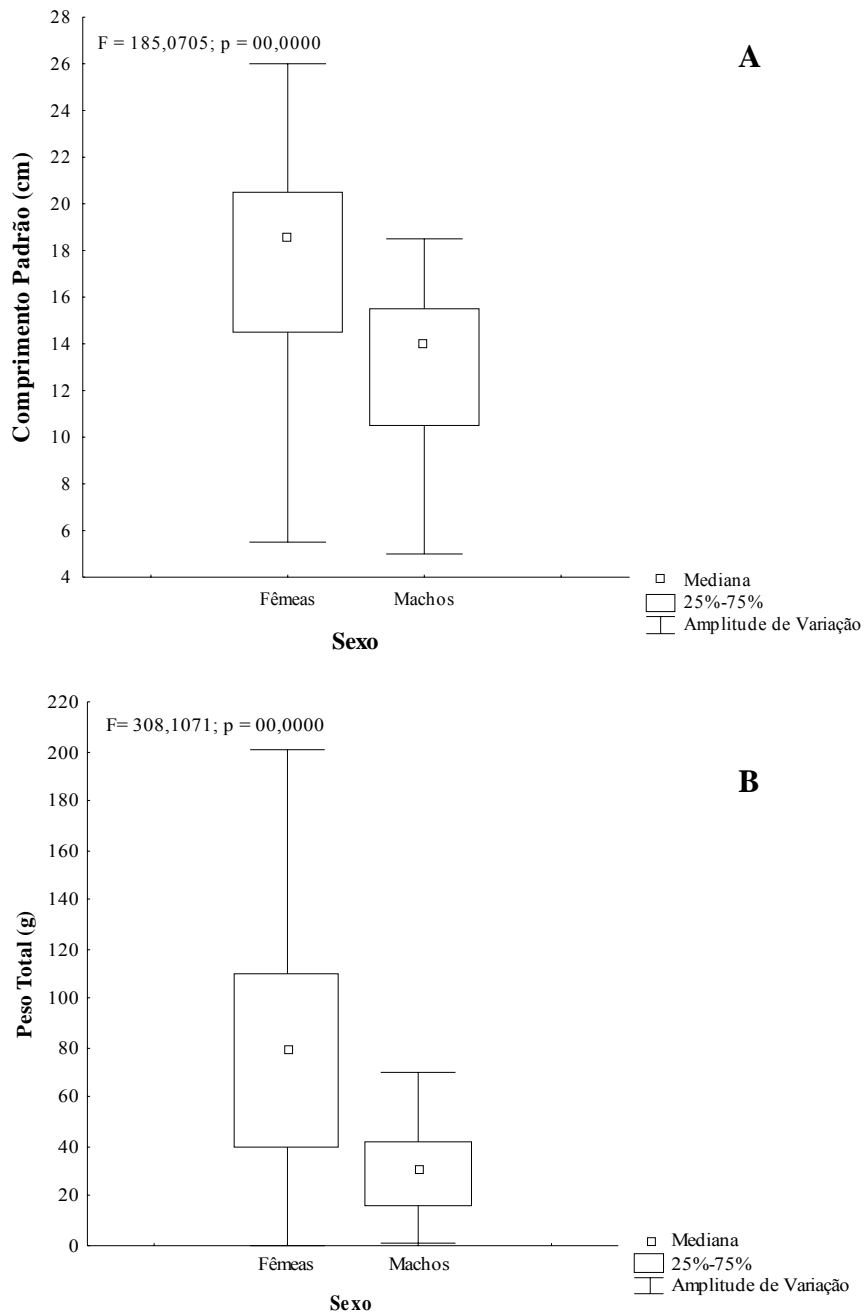 28
26
24
22
20
18
16
14
12
10
8
6
4
F = 185,0705; p = 00,0000
A
Comprimento Padrão (cm)
Fêmeas
Machos
Sexo
Mediana
25%-75%
Amplitude de Variação
220
200
180
160
140
120
100
80
60
40
20
0
F= 308,1071; p = 00,0000
B
Peso Total (g)
Fêmeas
Machos
Sexo
Mediana
25%-75%
Amplitude de Variação